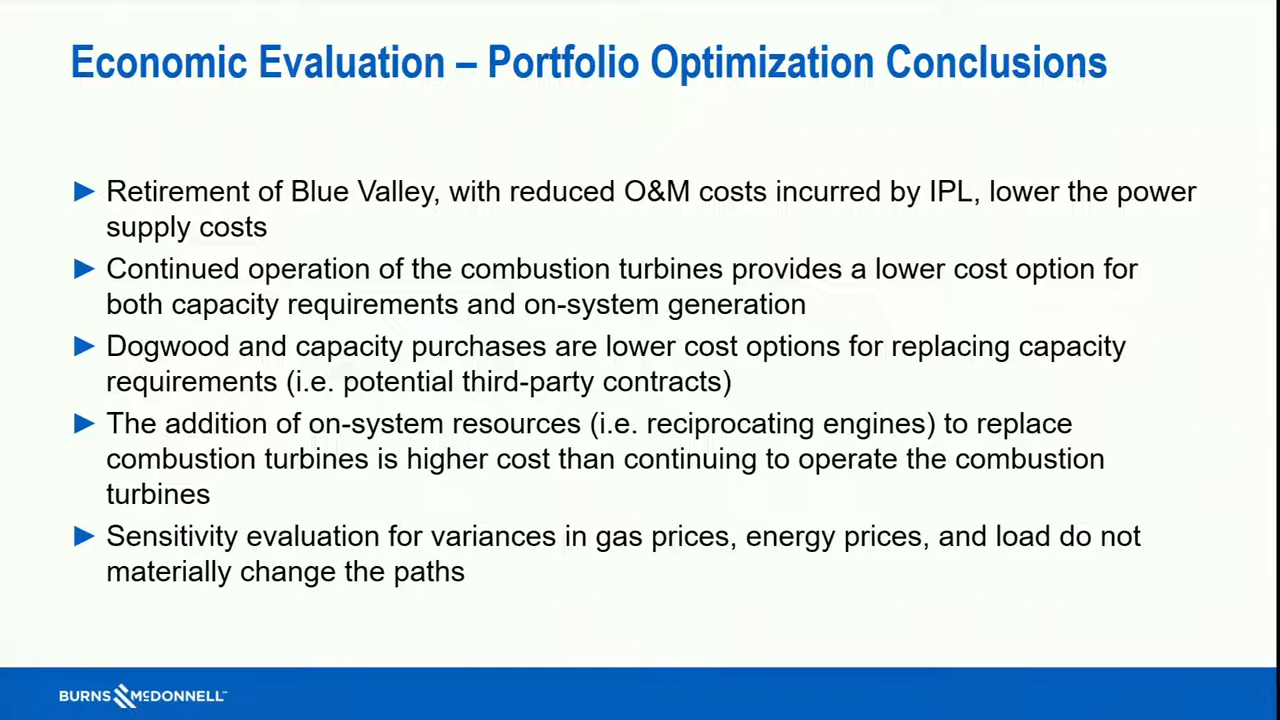 Economic Evaluation – Portfolio Optimization Conclusions
► Retirement of Blue Valley, with reduced O&M costs incurred by IPL, lower the power
supply costs
► Continued operation of the combustion turbines provides a lower cost option for
both capacity requirements and on-system generation
► Dogwood and capacity purchases are lower cost options for replacing capacity
requirements (i.e. potential third-party contracts)
► The addition of on-system resources (i.e. reciprocating engines) to replace
combustion turbines is higher cost than continuing to operate the combustion
turbines
► Sensitivity evaluation for variances in gas prices, energy prices, and load do not
materially change the paths
BURNS McDONNELL